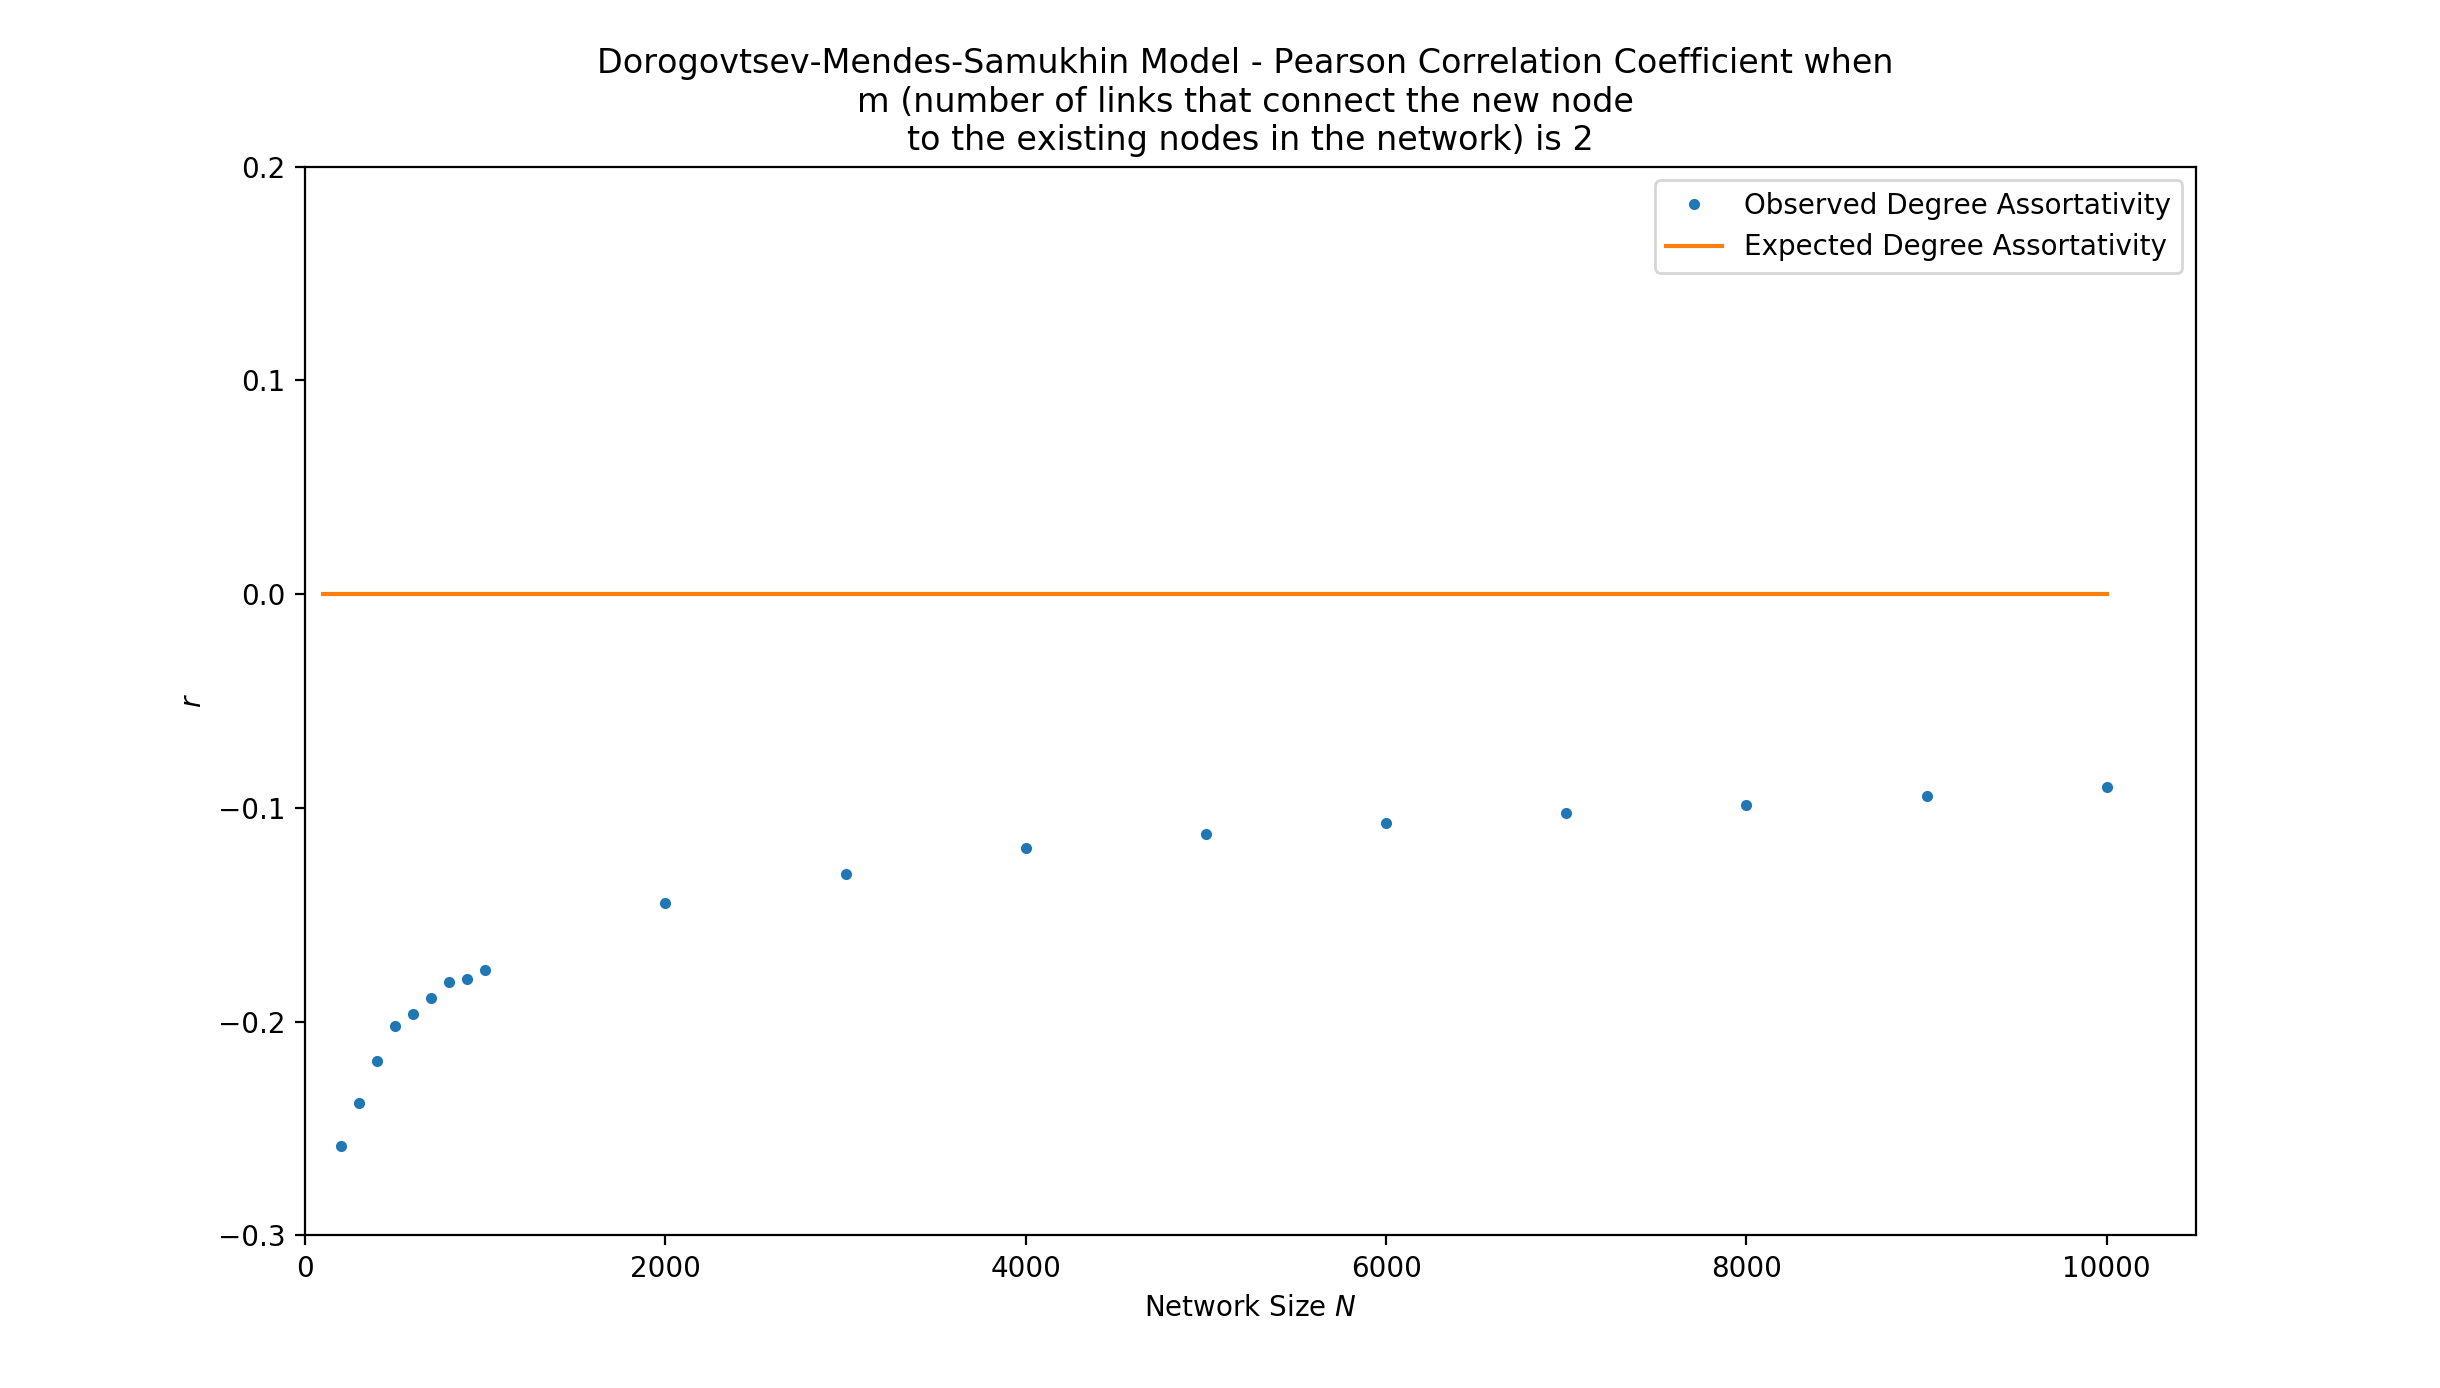 Dorogovtsev-Mendes-Samukhin Model - Pearson Correlation Coefficient when
m (number of links that connect the new node
to the existing nodes in the network) is 2
Observed Degree Assortativity
Expected Degree Assortativity
0.2
0.1
0.0
−0.1
−0.2
−0.3
r
0 2000 4000 6000 8000 10000
Network Size N